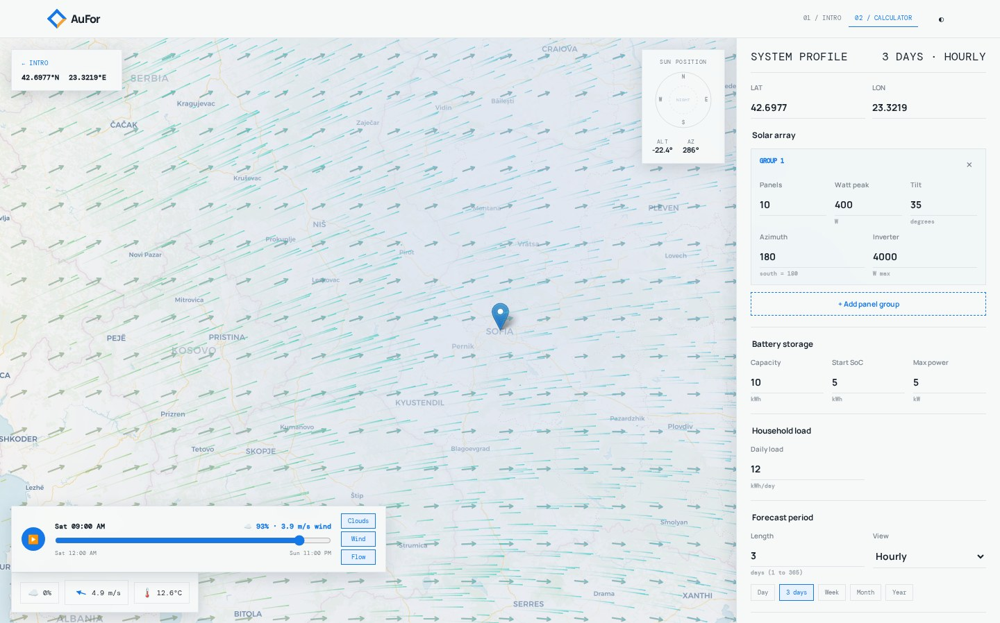 AuFor
01 / INTRO
02 / CALCULATOR
← INTRO
42.6977°N 23.3219°E
SUN POSITION
N
W
NIGHT
E
S
ALT
AZ
-22.4°
286°
SERBIA
CRAIOVA
Kragujevac
Vidin
Băilești
ČAČAK
Zaječar
Kruševac
Montana
PLEVEN
NIŠ
Prokuplje
Vratsa
Pirot
Novi Pazar
Lovech
Leskovac
Mitrovica
SOFIA
PEJË
PRISTINA
Pernik
KOSOVO
KYUSTENDIL
Prizren
Pazardzhik
Kumanovo
Plovdiv
SHKODER
Tetovo
SKOPJE
Blagoevgrad
Lezhë
Štip
Smolyan
Strumica
Drama
XANTHI
SERRES
BITOLA
ALBANIA
Sat 09:00 AM
93% · 3.9 m/s wind
Sat 12:00 AM
Sun 11:00 PM
Clouds
Wind
Flow
0%
4.9 m/s
12.6°C
SYSTEM PROFILE
3 DAYS · HOURLY
LAT
LON
42.6977
23.3219
Solar array
GROUP 1
×
Panels
Watt peak
Tilt
10
400
35
W
degrees
Azimuth
Inverter
180
4000
south = 180
W max
+ Add panel group
Battery storage
Capacity
Start SoC
Max power
10
5
5
kWh
kWh
kW
Household load
Daily load
12
kWh/day
Forecast period
Length
View
3
Hourly
days (1 to 365)
Day
3 days
Week
Month
Year